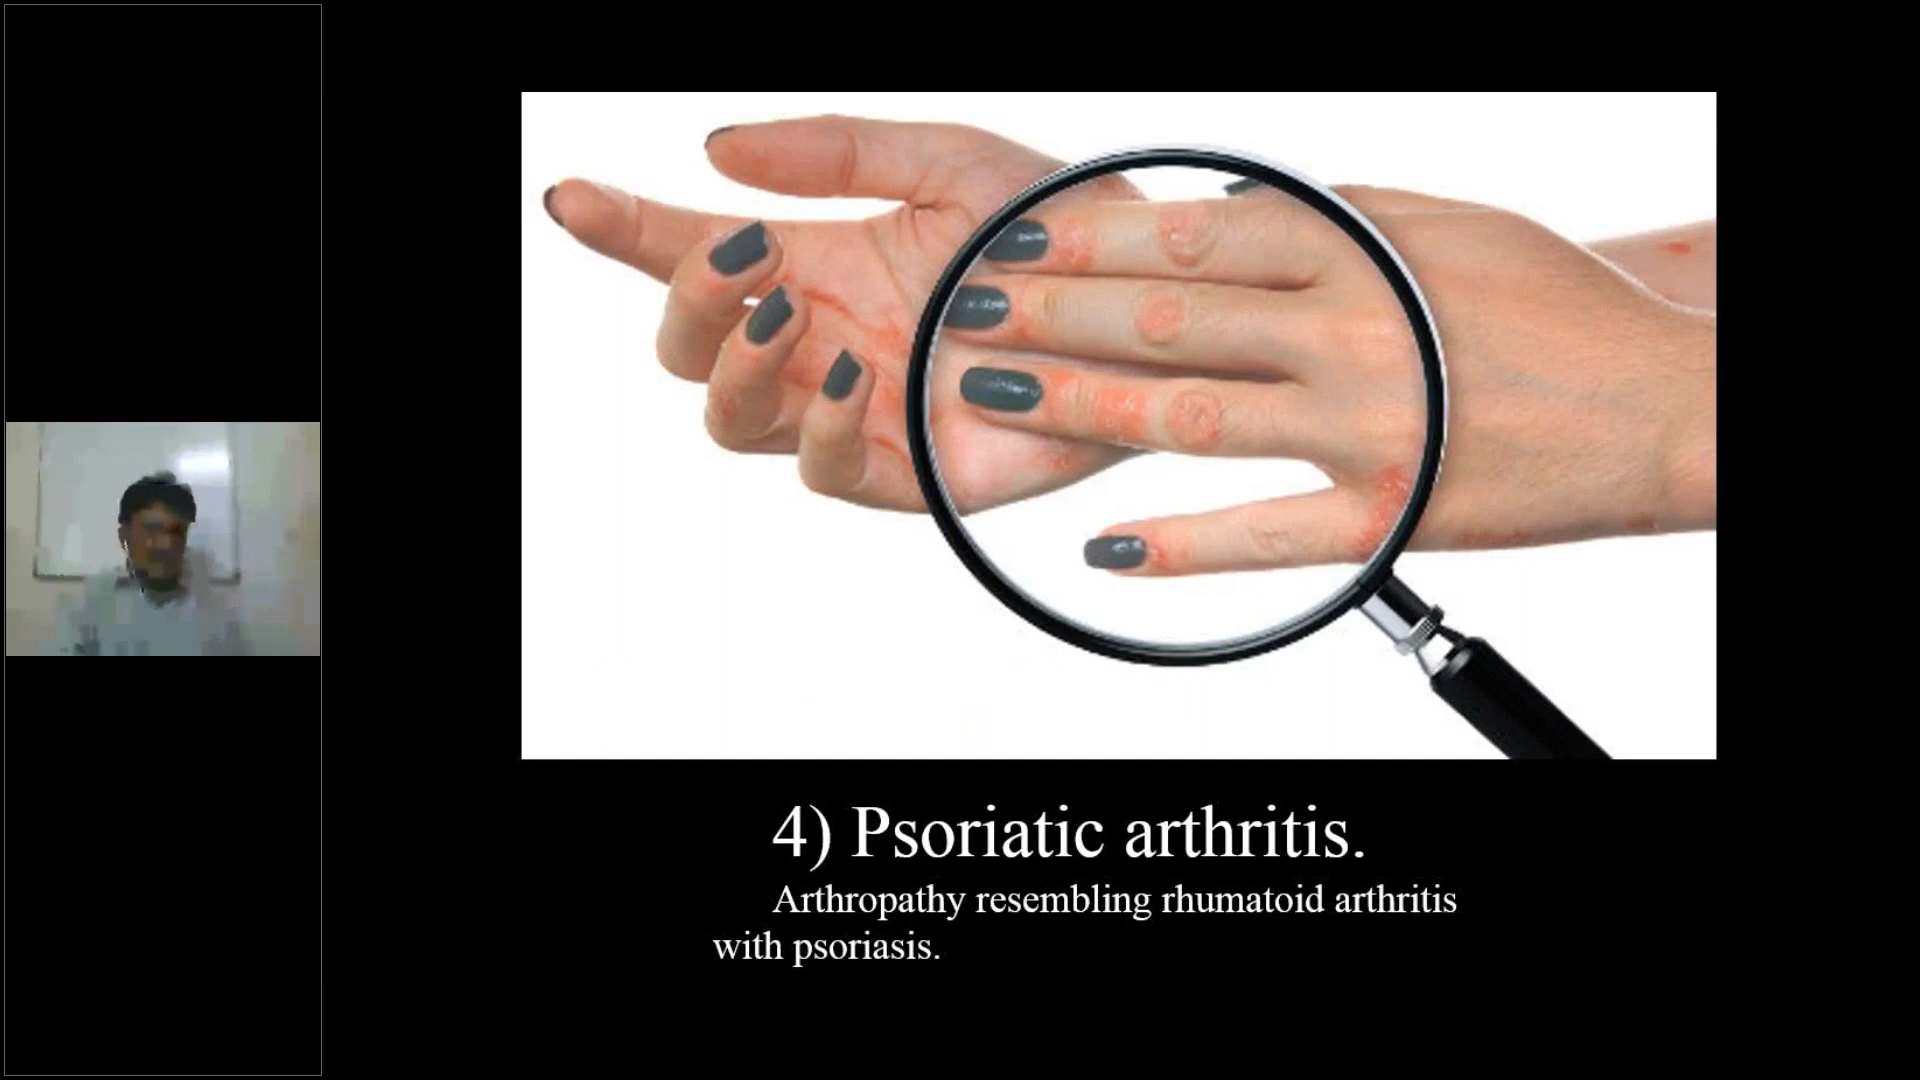 4) Psoriatic arthritis.
Arthropathy resembling rhumatoid arthritis
with psoriasis.